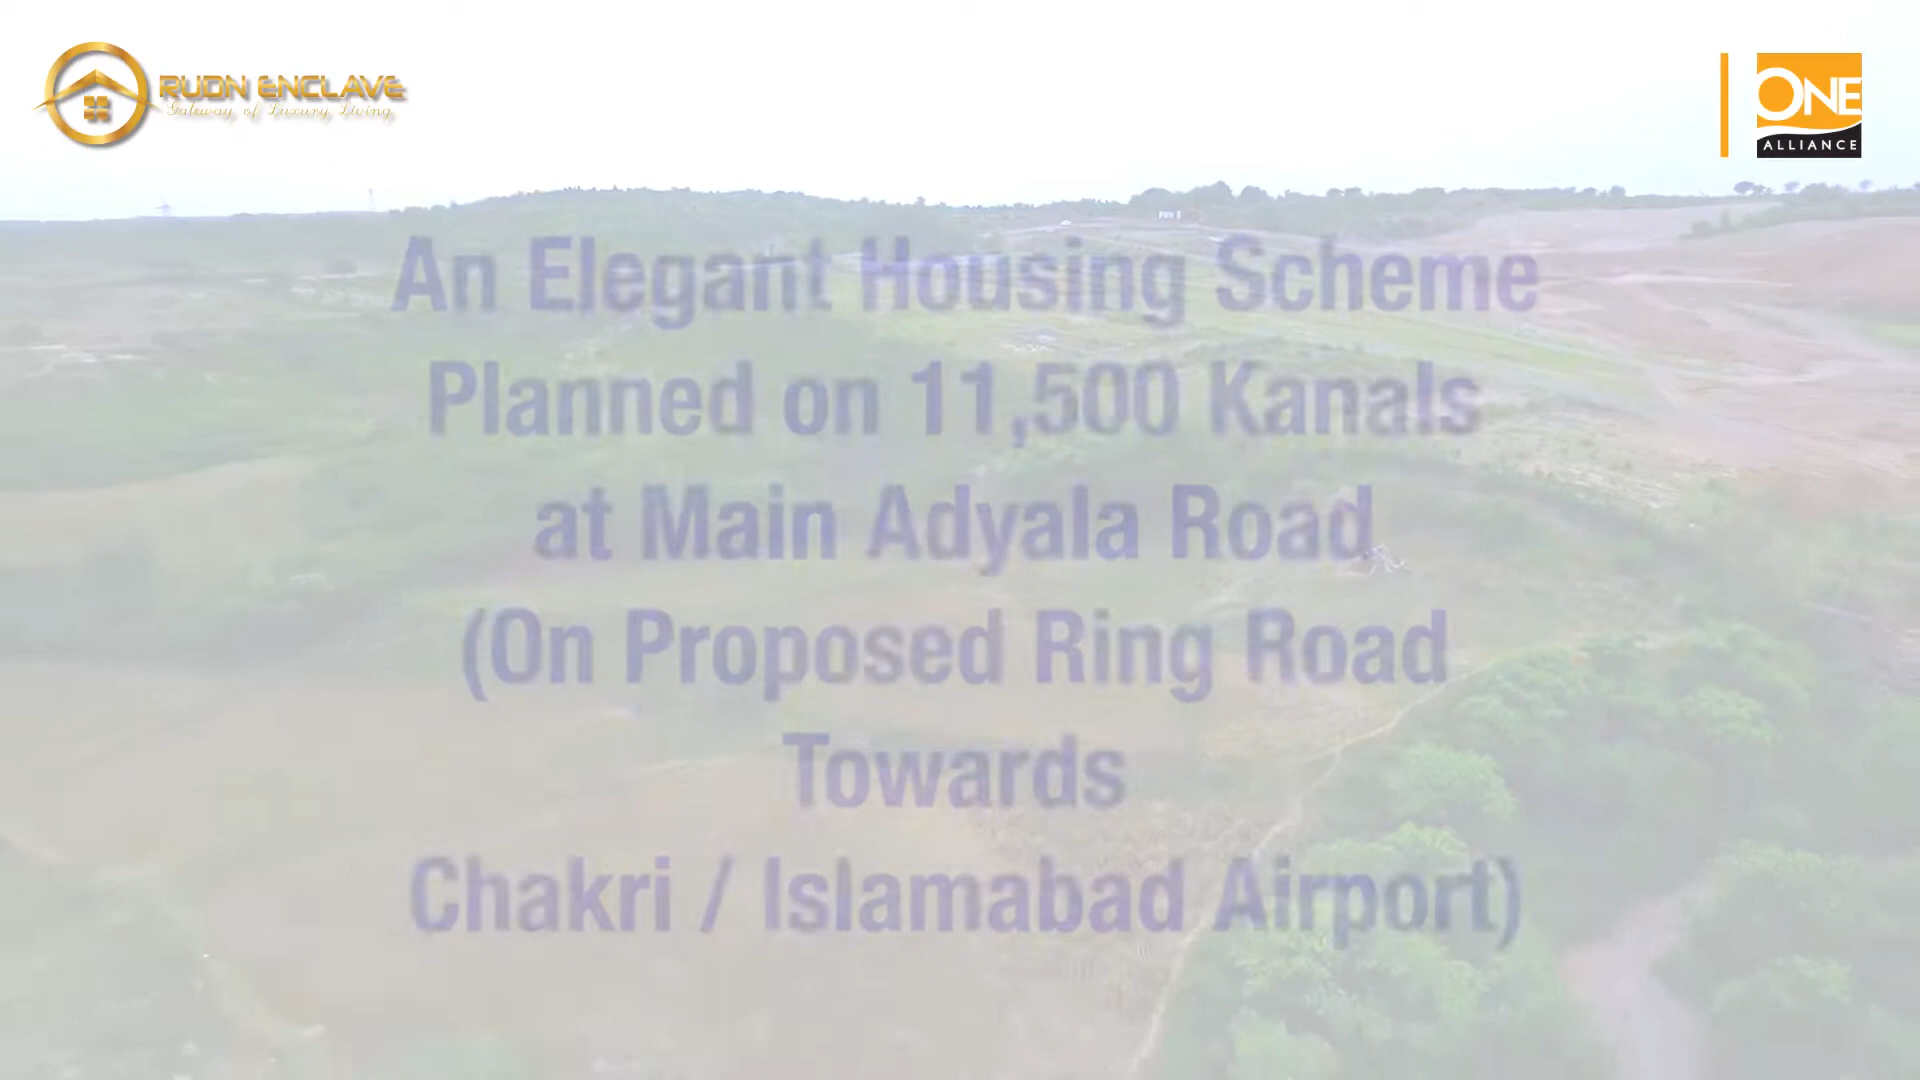 RUDN ENCLAVE
Gateway of Luxury Living
ONE
ALLIANCE
An Elegant Housing Scheme
Planned on 11,500 Kanals
at Main Adyala Road
(On Proposed Ring Road
Towards
Chakri / Islamabad Airport)